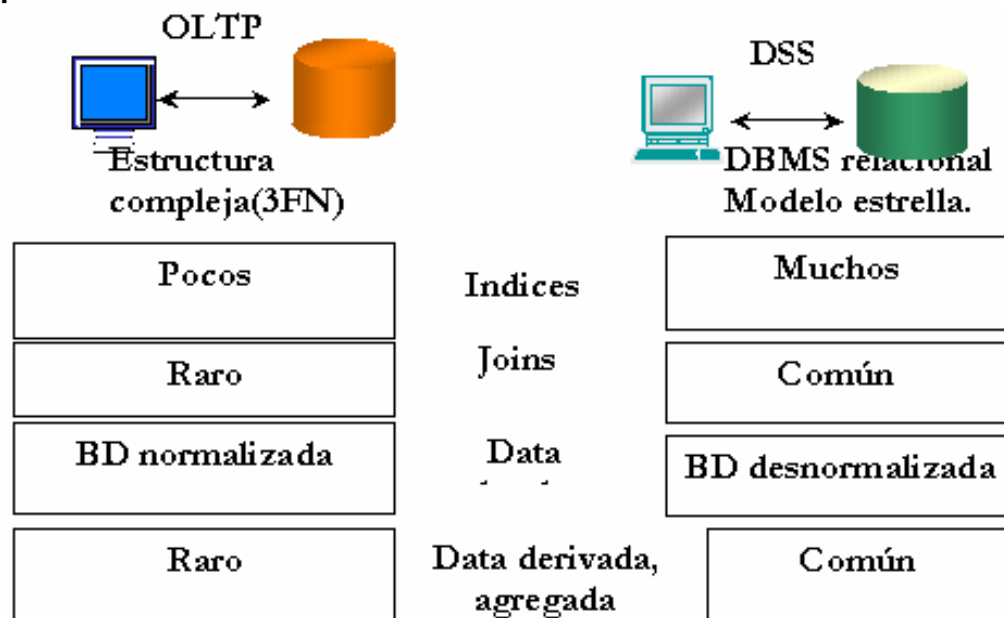 OLTP
DSS
Estructura
compleja(3FN)
DBMS relacional
Modelo estrella.
Pocos
Indices
Muchos
Raro
Joins
Común
BD normalizada
Data
BD desnormalizada
Raro
Data derivada,
agregada
Común